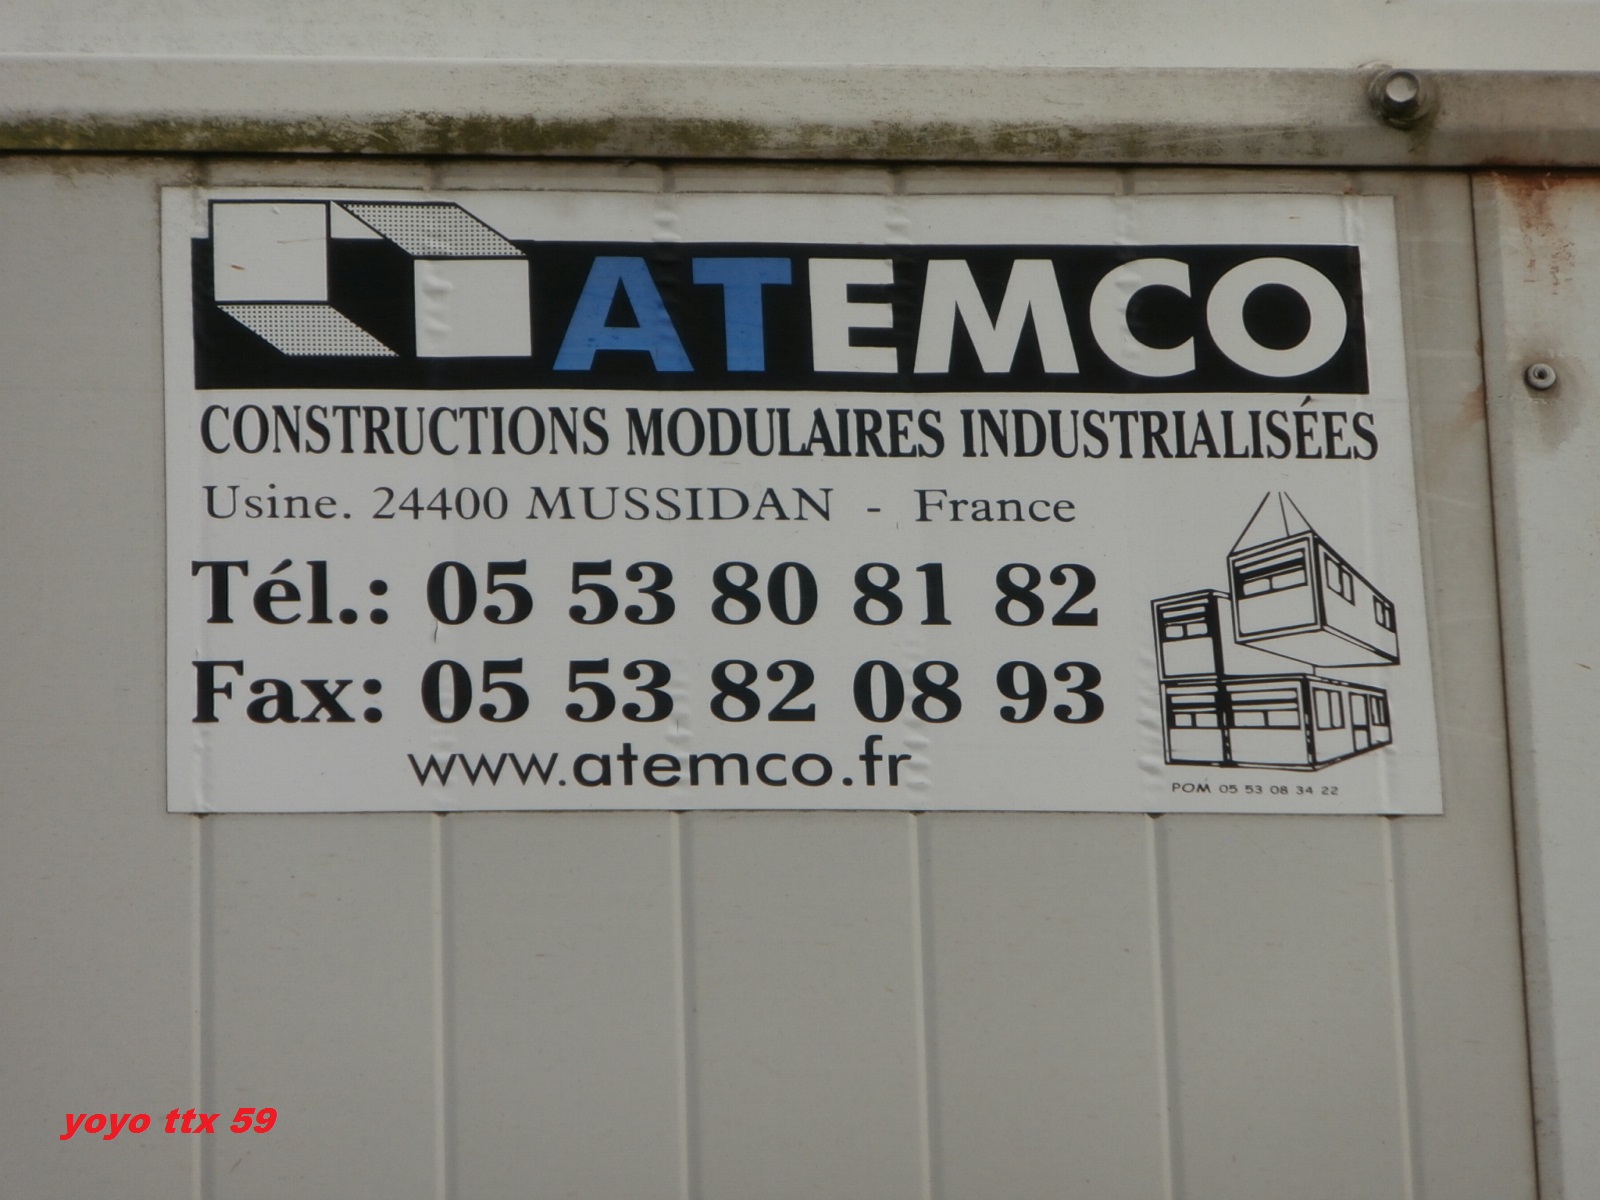 ATEMCO
CONSTRUCTIONS MODULAIRES INDUSTRIALISÉES
Usine. 24400 MUSSIDAN - France
Tél.: 05 53 80 81 82
Fax: 05 53 82 08 93
www.atemco.fr
POM 05 53 08 34 22
yoyo ttx 59